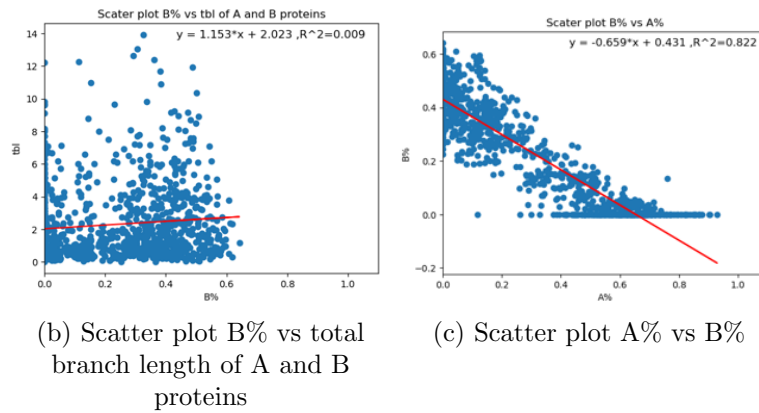 Scater plot B% vs tbl of A and B proteins
y = 1.153*x + 2.023 ,R^2=0.009
14
12
10
8
6
4
2
0
tbl
0.0 0.2 0.4 0.6 0.8 1.0
B%
Scater plot B% vs A%
y = -0.659*x + 0.431 ,R^2=0.822
0.6
0.4
0.2
0.0
−0.2
B%
0.0 0.2 0.4 0.6 0.8 1.0
A%
(b) Scatter plot B% vs total
branch length of A and B
proteins
(c) Scatter plot A% vs B%